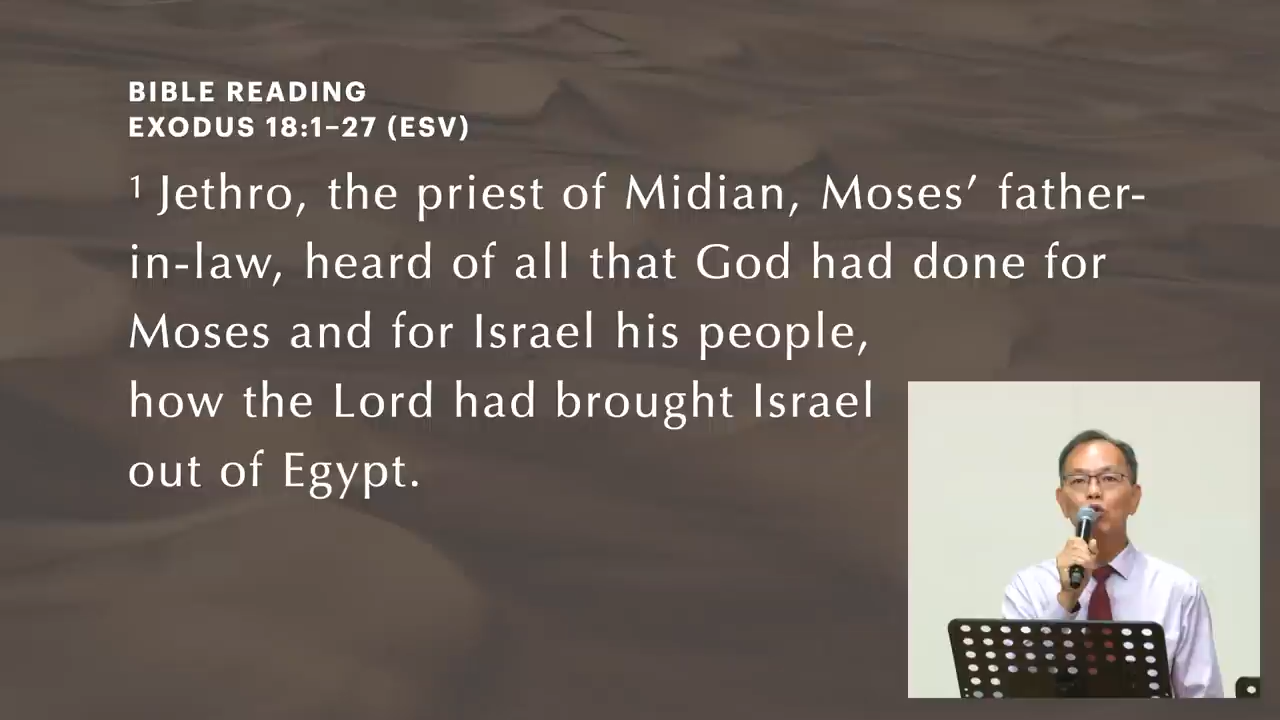 BIBLE READING
EXODUS 18:1–27 (ESV)
¹ Jethro, the priest of Midian, Moses’ father-
in-law, heard of all that God had done for
Moses and for Israel his people,
how the Lord had brought Israel
out of Egypt.